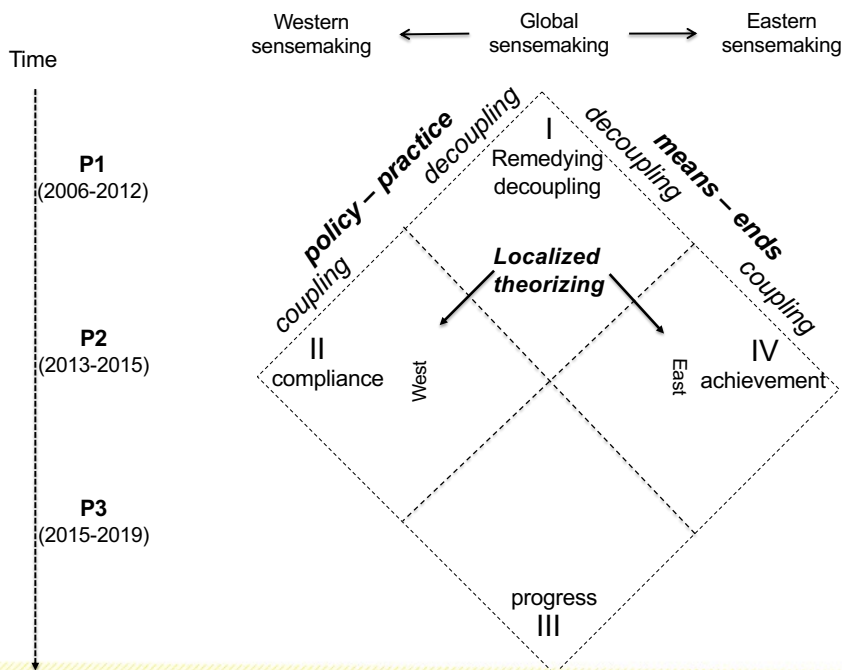 Western
sensemaking
Global
sensemaking
Eastern
sensemaking
Time
P1
(2006-2012)
policy – practice
decoupling
coupling
I
Remedying
decoupling
decoupling
means – ends
coupling
Localized
theorizing
P2
(2013-2015)
II
compliance
West
East
IV
achievement
P3
(2015-2019)
progress
III